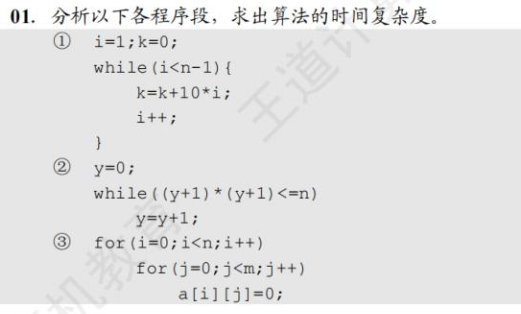 01. 分析以下各程序段，求出算法的时间复杂度。
① i=1;k=0;
while(i<n-1){
k=k+10*i;
i++;
}
② y=0;
while((y+1)*(y+1)<=n)
y=y+1;
③ for(i=0;i<n;i++)
for(j=0;j<m;j++)
a[i][j]=0;
王道计
机教育